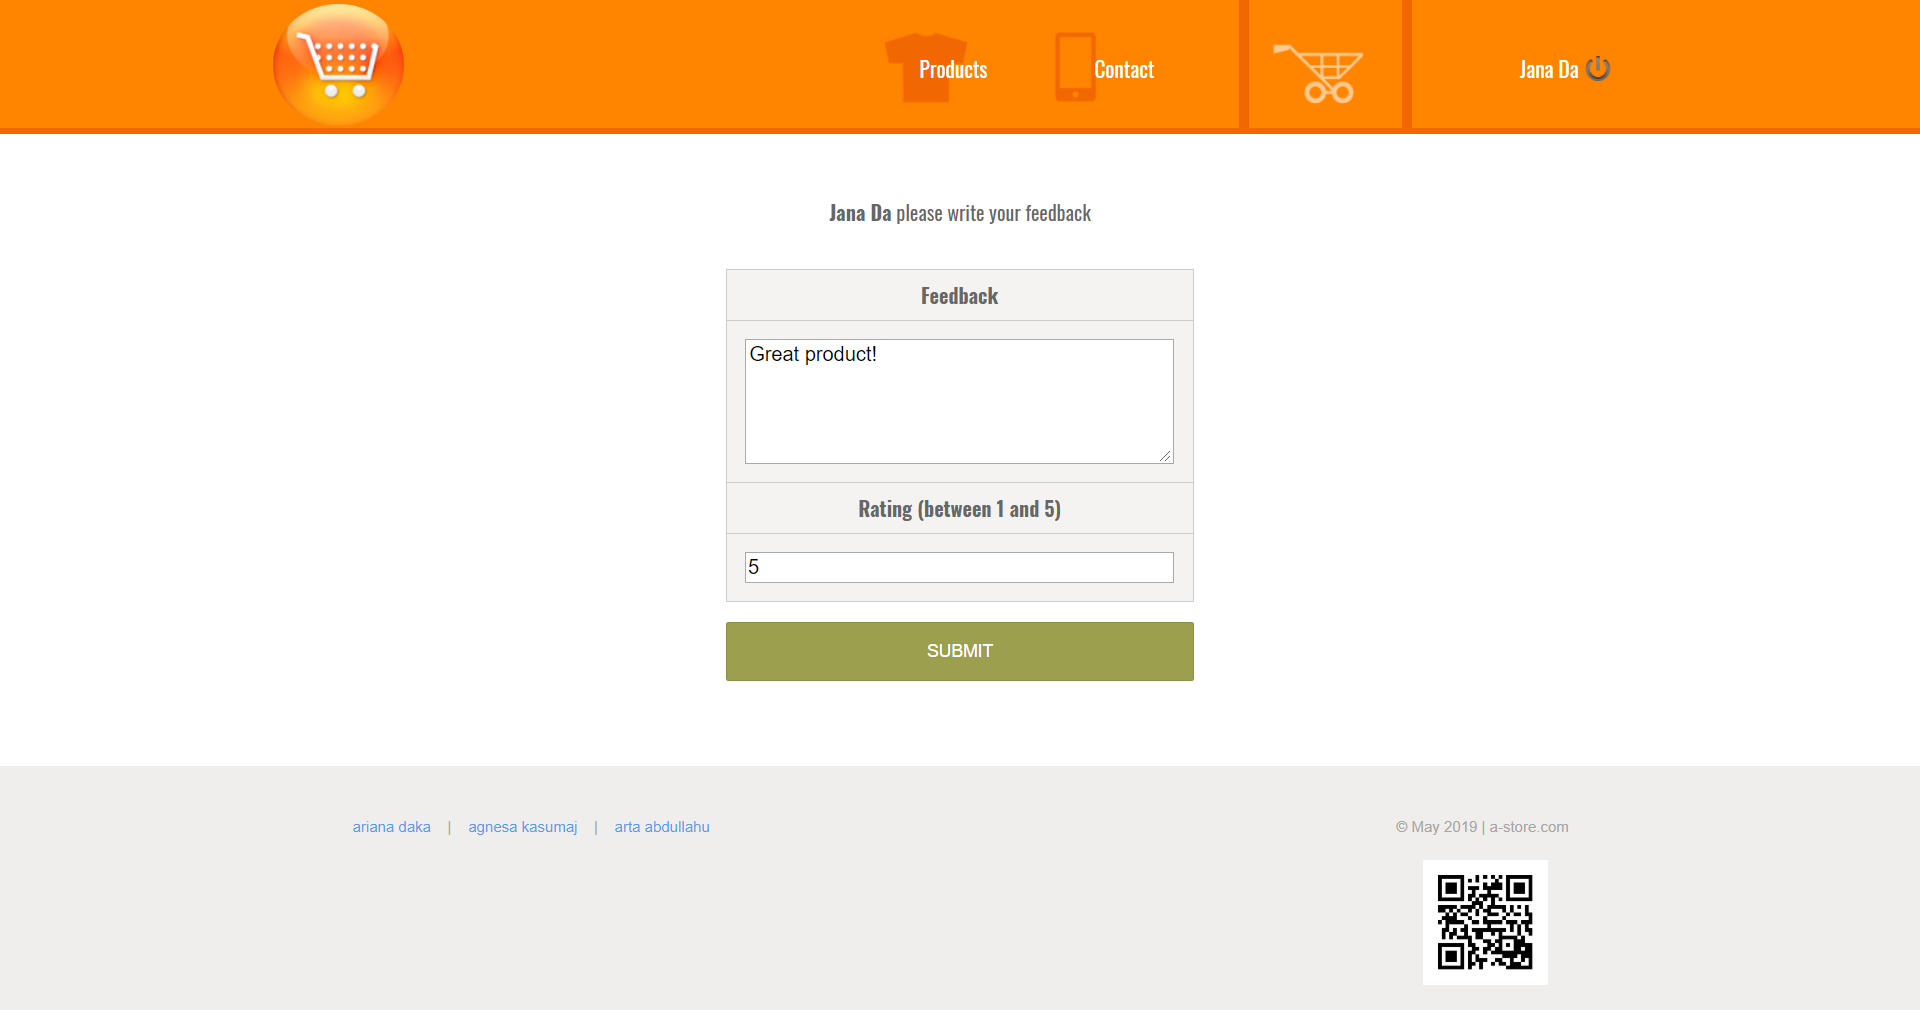 Products
Contact
Jana Da
Jana Da please write your feedback
Feedback
Great product!
Rating (between 1 and 5)
5
SUBMIT
ariana daka | agnesa kasumaj | arta abdullahu
© May 2019 | a-store.com